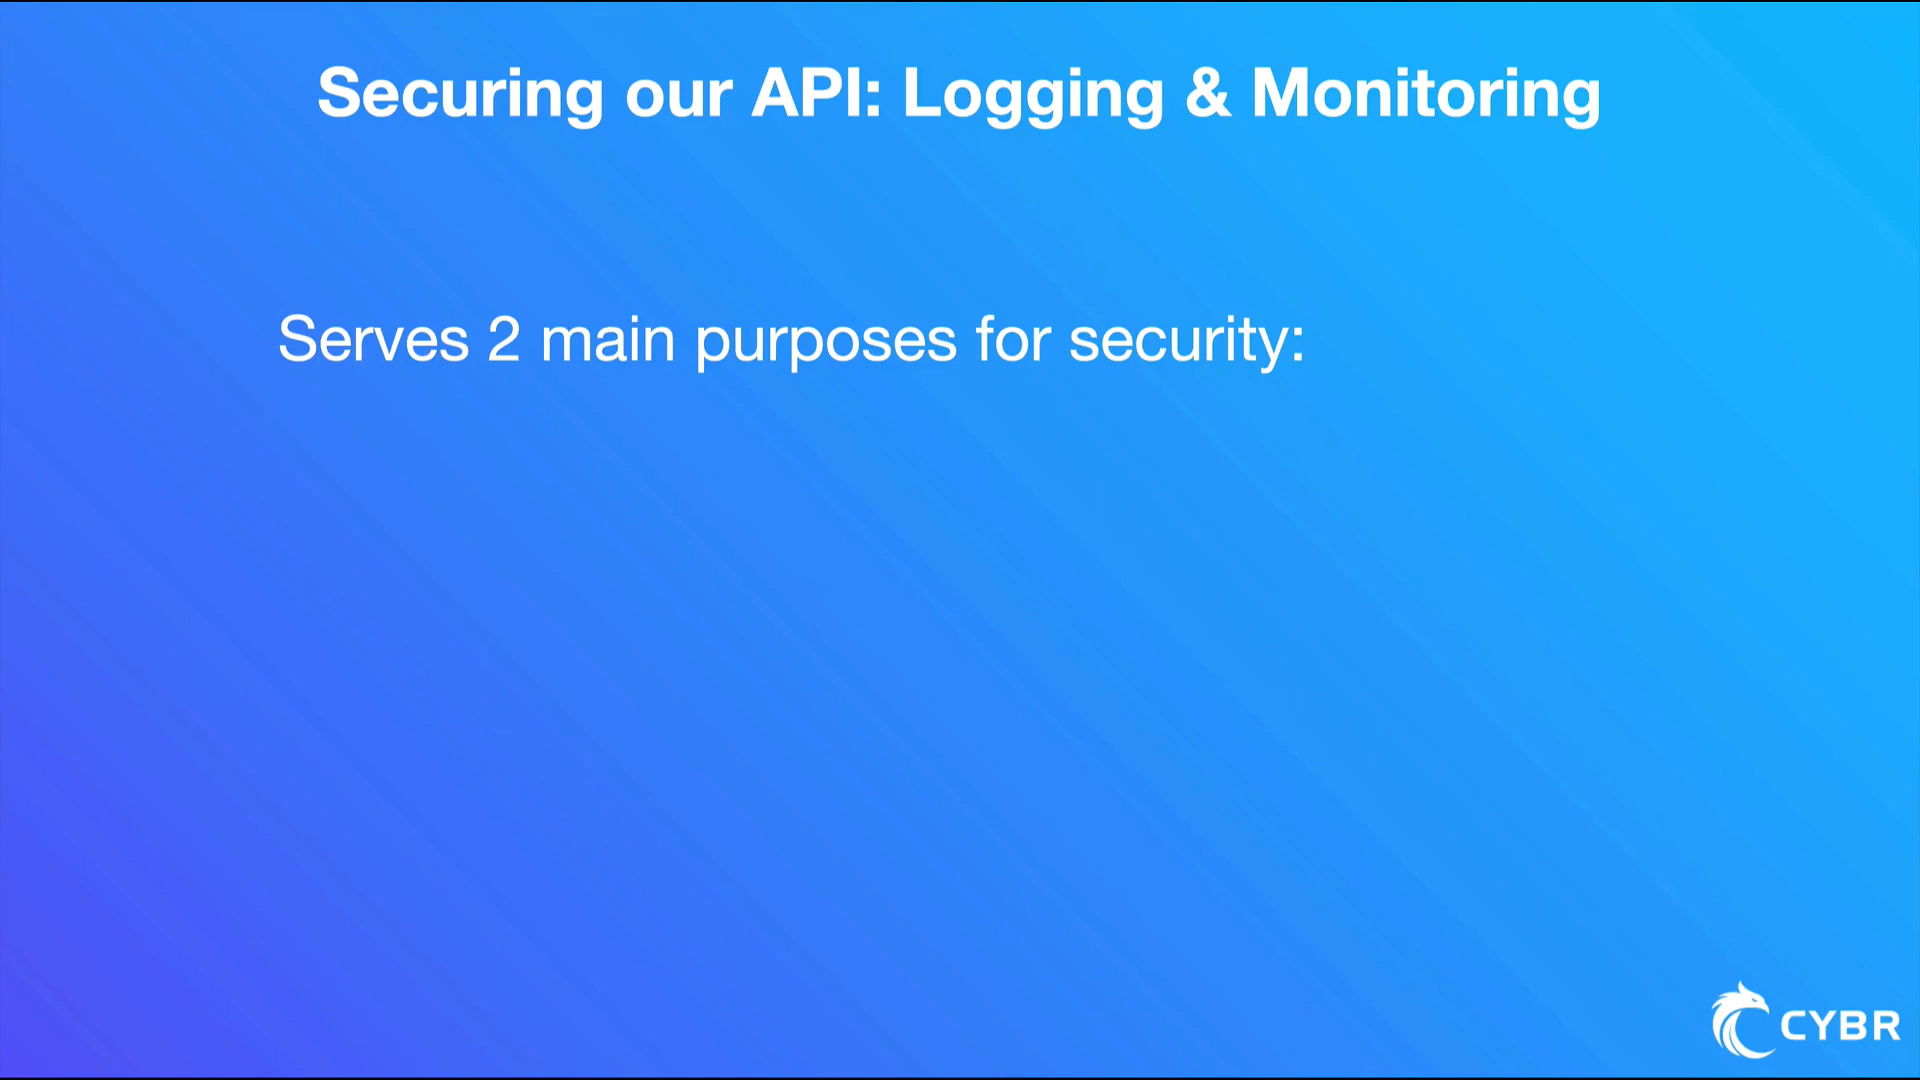 Securing our API: Logging & Monitoring
Serves 2 main purposes for security:
CYBR